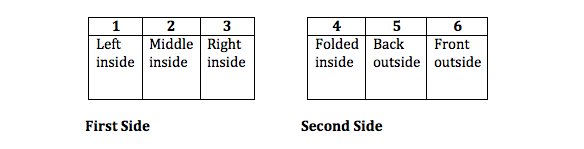 1 2 3
Left inside
Middle inside
Right inside
First Side
4 5 6
Folded inside
Back outside
Front outside
Second Side